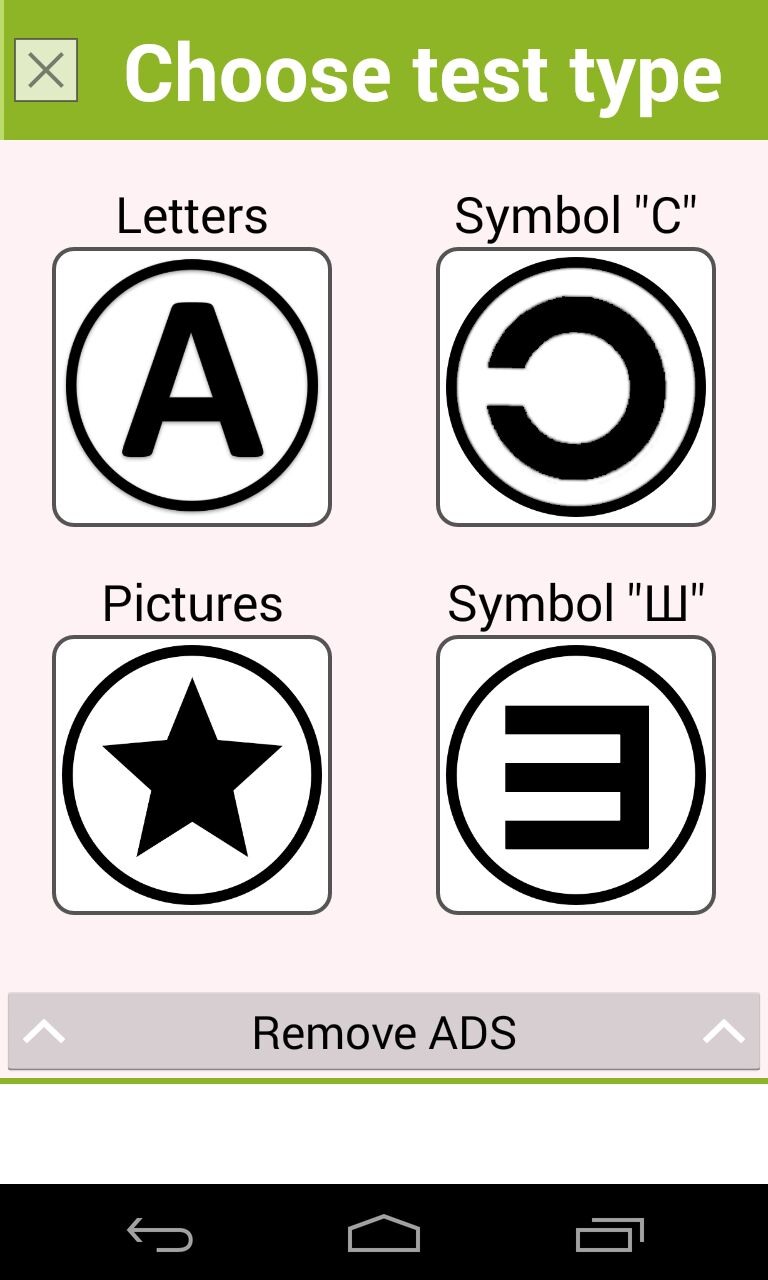 Choose test type
Letters
Symbol "C"
A
Pictures
Symbol "Ш"
Remove ADS